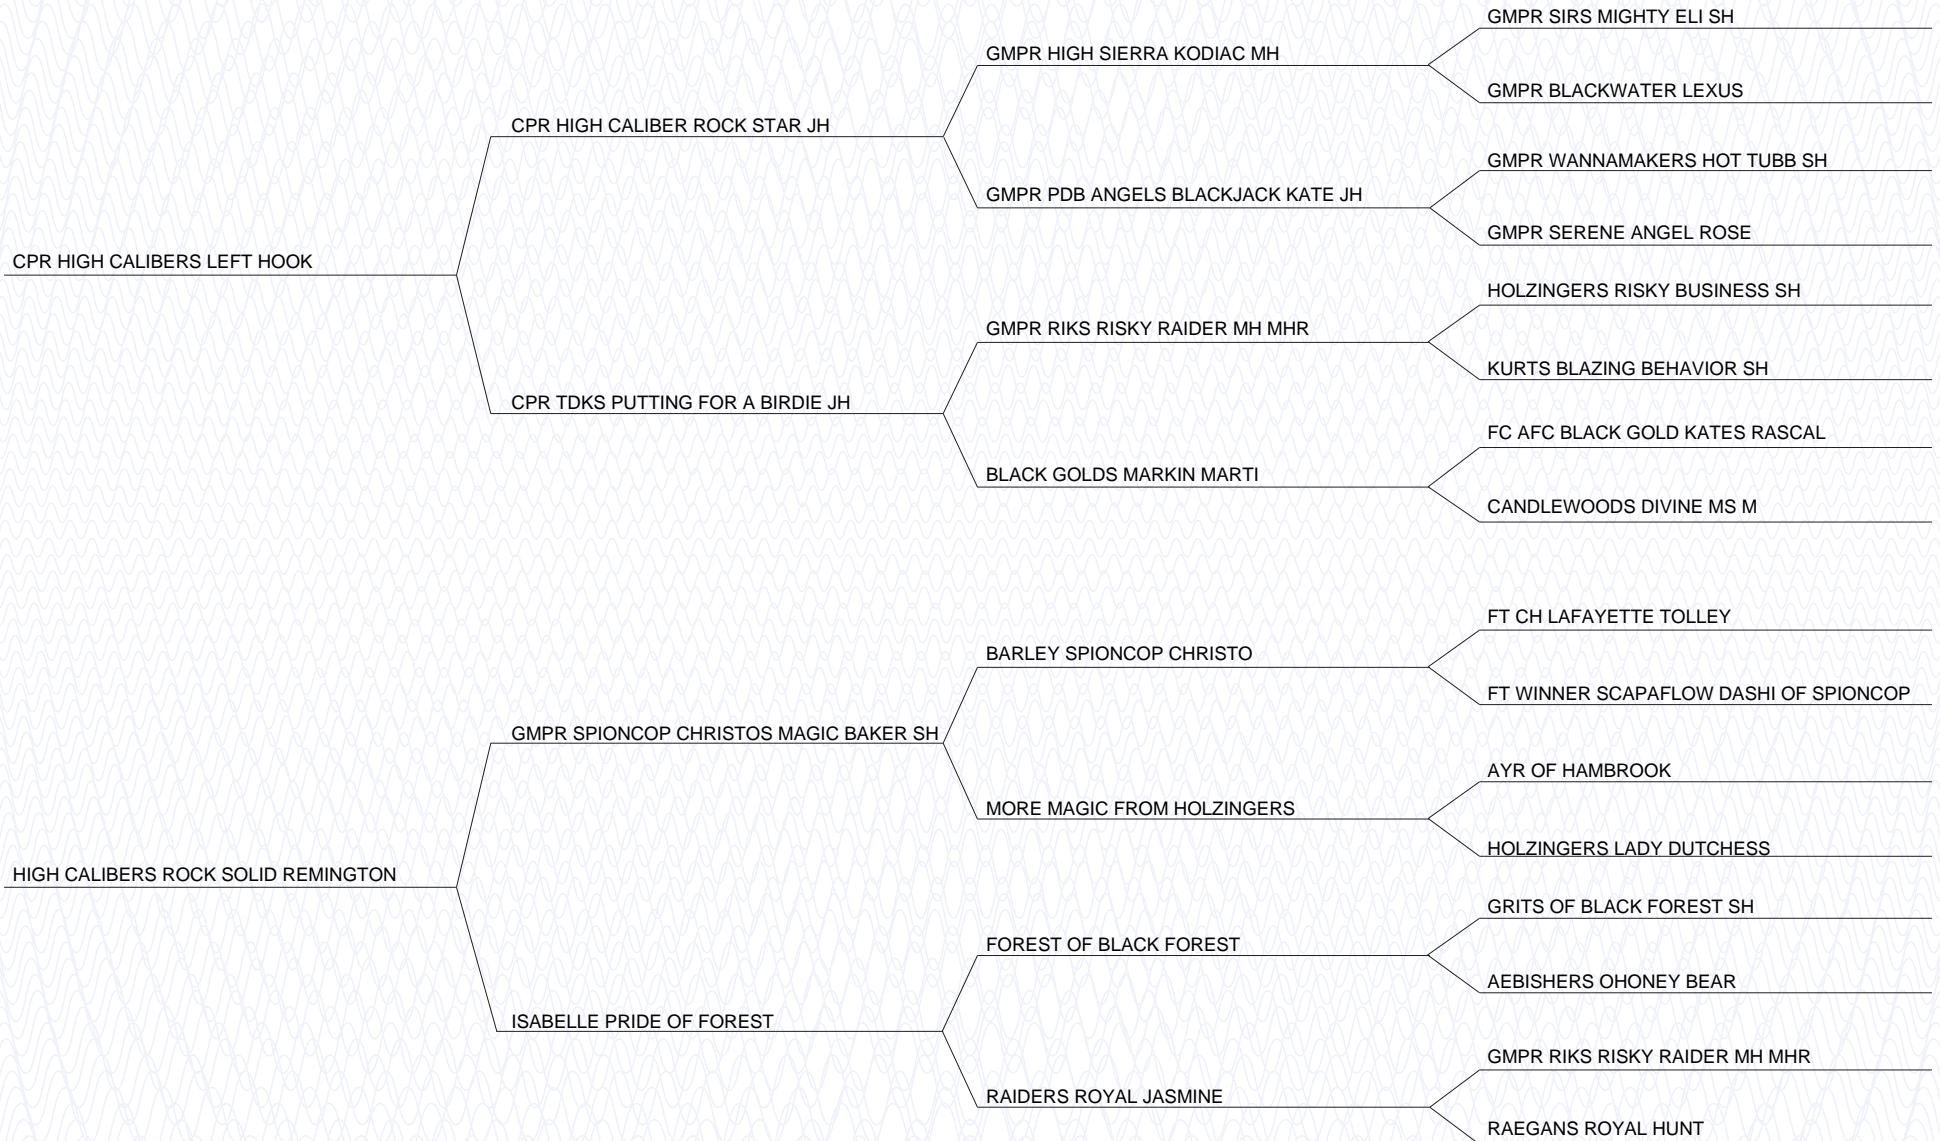 GMPR SIRS MIGHTY ELI SH
GMPR HIGH SIERRA KODIAC MH
GMPR BLACKWATER LEXUS
CPR HIGH CALIBER ROCK STAR JH
GMPR WANNAMAKERS HOT TUBB SH
GMPR PDB ANGELS BLACKJACK KATE JH
GMPR SERENE ANGEL ROSE
CPR HIGH CALIBERS LEFT HOOK
HOLZINGERS RISKY BUSINESS SH
GMPR RIKS RISKY RAIDER MH MHR
KURTS BLAZING BEHAVIOR SH
CPR TDKS PUTTING FOR A BIRDIE JH
FC AFC BLACK GOLD KATES RASCAL
BLACK GOLDS MARKIN MARTI
CANDLEWOODS DIVINE MS M
FT CH LAFAYETTE TOLLEY
BARLEY SPIONCOP CHRISTO
FT WINNER SCAPAFLOW DASHI OF SPIONCOP
GMPR SPIONCOP CHRISTOS MAGIC BAKER SH
AYR OF HAMBROOK
MORE MAGIC FROM HOLZINGERS
HOLZINGERS LADY DUTCHESS
HIGH CALIBERS ROCK SOLID REMINGTON
GRITS OF BLACK FOREST SH
FOREST OF BLACK FOREST
AEBISHERS OHONEY BEAR
ISABELLE PRIDE OF FOREST
GMPR RIKS RISKY RAIDER MH MHR
RAIDERS ROYAL JASMINE
RAEGANS ROYAL HUNT